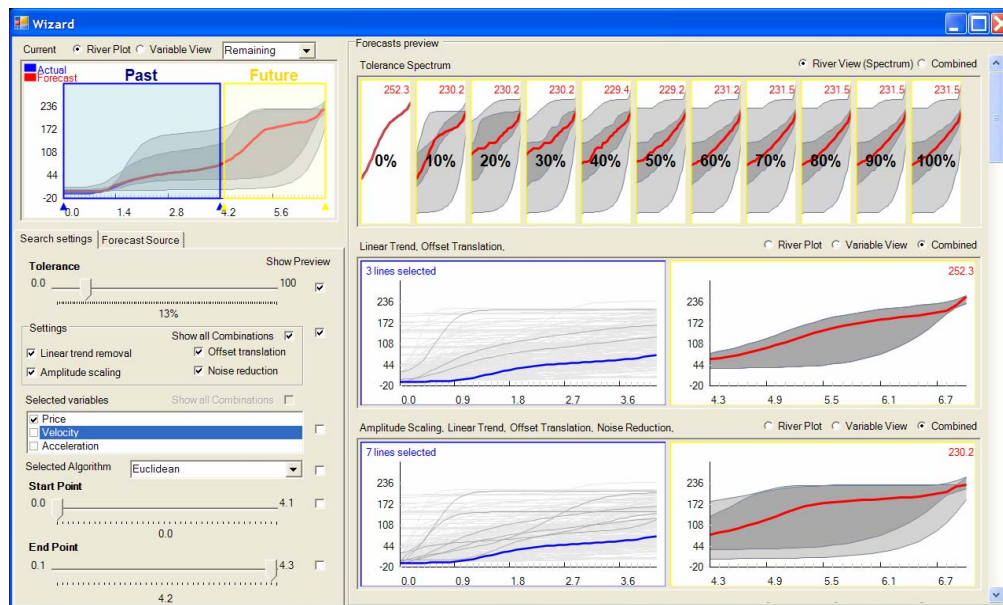 Wizard
Current River Plot Variable View Remaining
Actual
Forecast
Past Future
236
172
108
44
-20
0.0 1.4 2.8 4.2 5.6
Search settings Forecast Source
Show Preview
Tolerance
0.0 100
13%
Settings
Show all Combinations
Linear trend removal Offset translation
Amplitude scaling Noise reduction
Selected variables Show all Combinations
Price
Velocity
Acceleration
Selected Algorithm Euclidean
Start Point
0.0 4.1
0.0
End Point
0.1 4.3
4.2
Forecasts preview
Tolerance Spectrum River View (Spectrum) Combined
252.3 230.2 230.2 230.2 229.4 229.2 231.2 231.5 231.5 231.5 231.5
0% 10% 20% 30% 40% 50% 60% 70% 80% 90% 100%
Linear Trend, Offset Translation, River Plot Variable View Combined
3 lines selected 252.3
236 236
172 172
108 108
44 44
-20 -20
0.0 0.9 1.8 2.7 3.6 4.3 4.9 5.5 6.1 6.7
Amplitude Scaling, Linear Trend, Offset Translation, Noise Reduction, River Plot Variable View Combined
7 lines selected 230.2
236 236
172 172
108 108
44 44
-20 -20
0.0 0.9 1.8 2.7 3.6 4.3 4.9 5.5 6.1 6.7